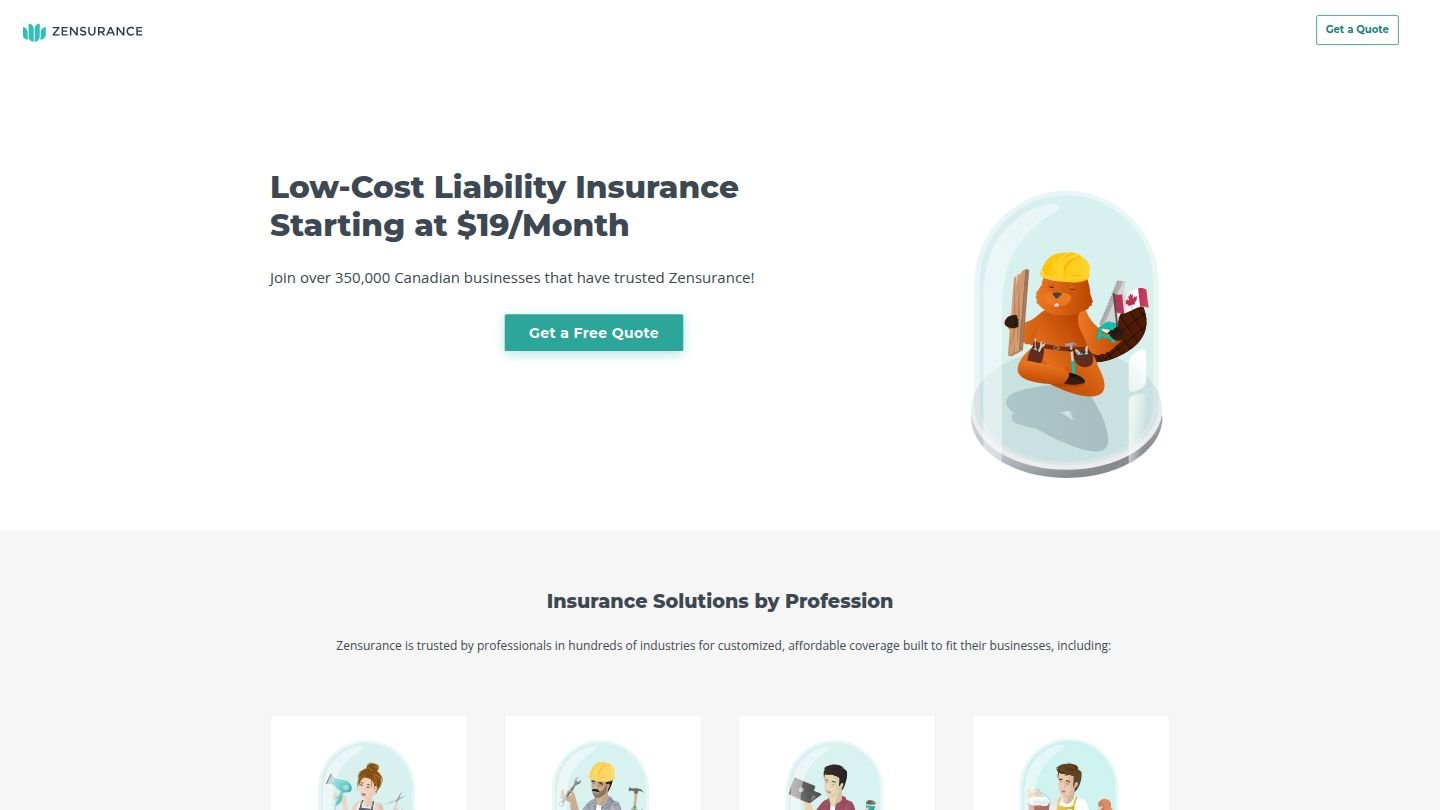 ZENSURANCE
Get a Quote
Low-Cost Liability Insurance
Starting at $19/Month
Join over 350,000 Canadian businesses that have trusted Zensurance!
Get a Free Quote
Insurance Solutions by Profession
Zensurance is trusted by professionals in hundreds of industries for customized, affordable coverage built to fit their businesses, including: